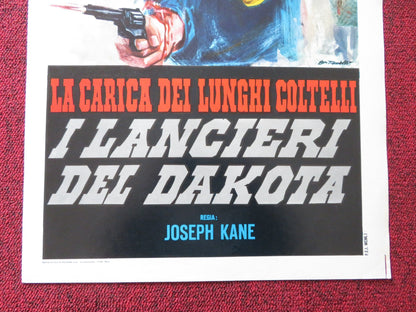 LA CARICA DEI LUNGHI COLTELLI
I LANCIERI
DEL DAKOTA
REGIA:
JOSEPH KANE